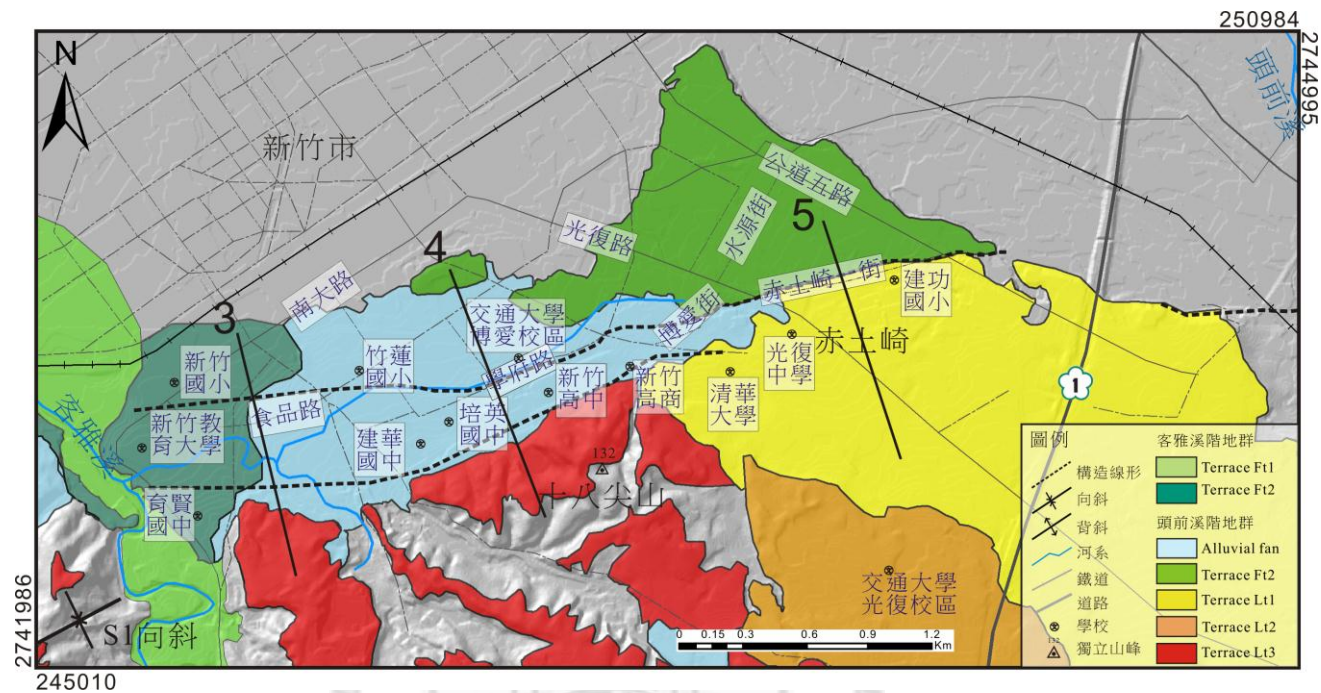 250984
2744995
頭前溪
N
新竹市
公道五路
水源街
5
光復路
4
南大路
3
赤土崎一街
博愛街
建功
國小
交通大學
博愛校區
學府路
光復
中學
赤土崎
新竹
國小
竹蓮
國小
新竹
高中
新竹
高商
清華
大學
1
客雅溪
食品路
新竹教
育大學
建華
國中
培英
國中
132
十八尖山
育賢
國中
交通大學
光復校區
S1向斜
0 0.15 0.3 0.6 0.9 1.2
Km
圖例
構造線形
向斜
背斜
河系
鐵道
道路
學校
132
獨立山峰
客雅溪階地群
Terrace Ft1
Terrace Ft2
頭前溪階地群
Alluvial fan
Terrace Ft2
Terrace Lt1
Terrace Lt2
Terrace Lt3
2741986
245010